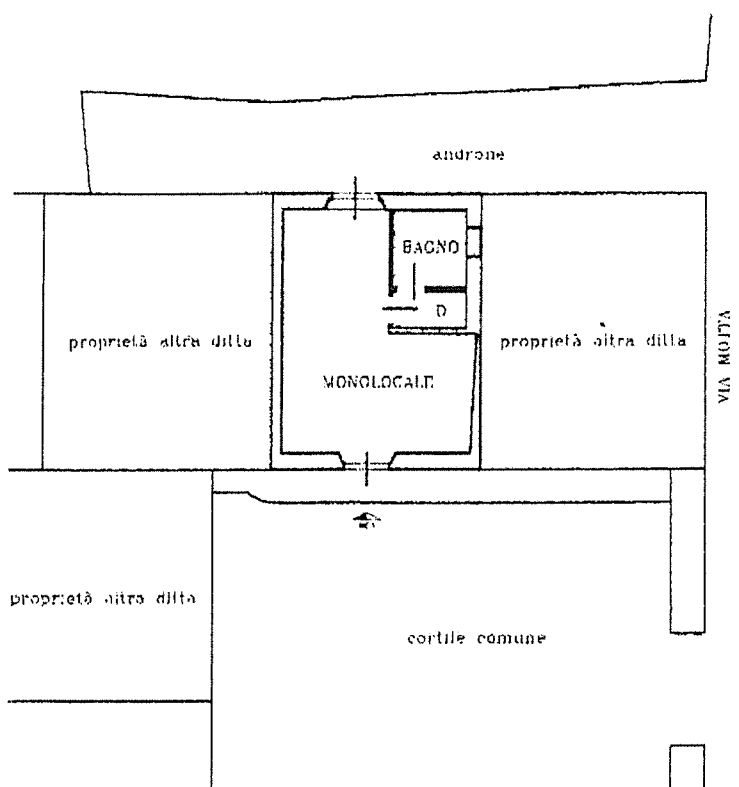 androne
BAGNO
D
proprietà altra ditta
proprietà altra ditta
MONOLOCALE
VIA MOTTA
proprietà altra ditta
cortile comune